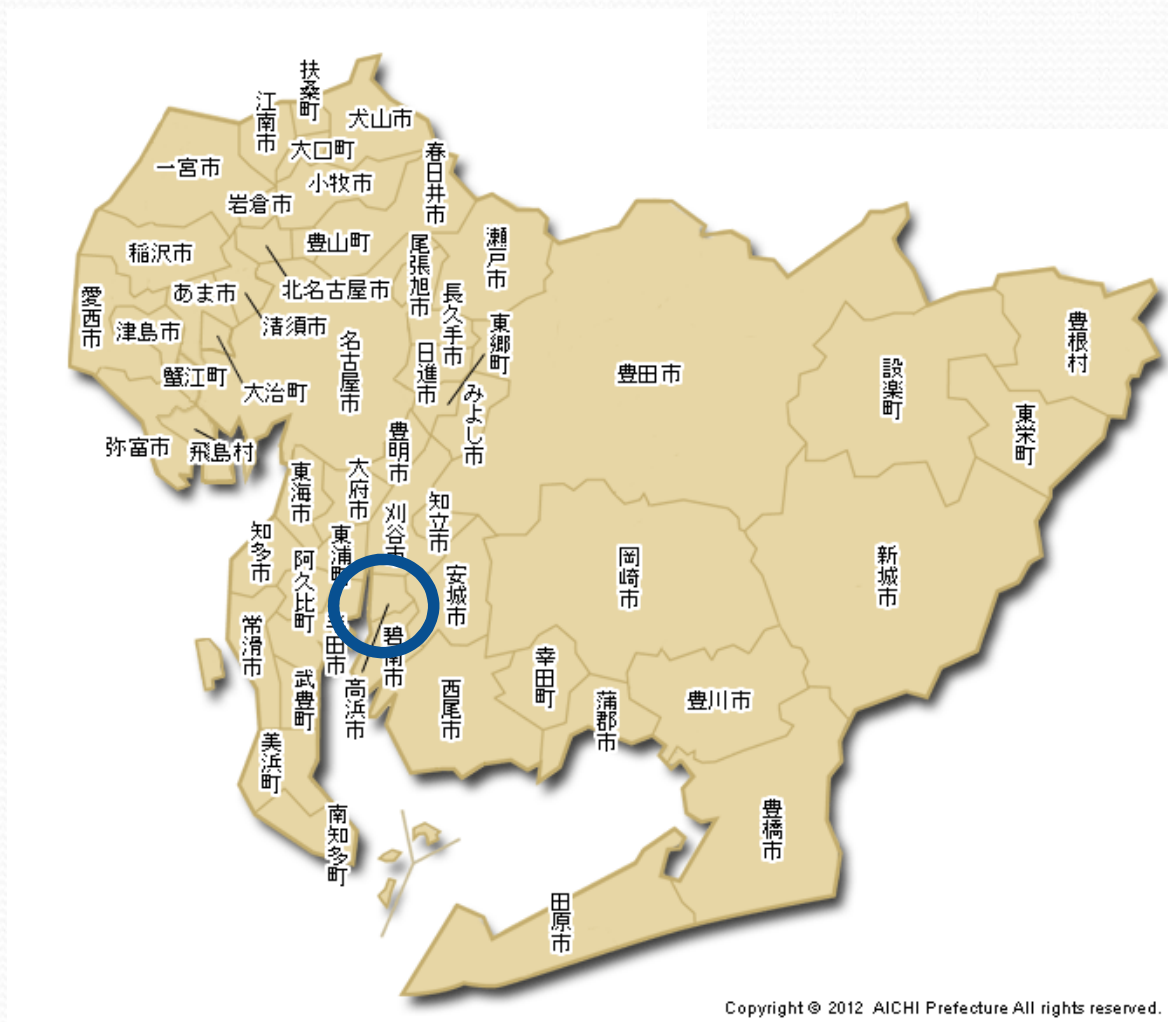 扶桑町
江南市
犬山市
大口町
一宮市
春日井市
小牧市
岩倉市
豊山町
稲沢市
尾張旭市
瀬戸市
あま市
北名古屋市
愛西市
長久手市
津島市
清須市
東郷町
豊根村
名古屋市
日進市
蟹江町
大治町
豊田市
設楽町
みよし市
東栄町
弥富市
飛島村
豊明市
大府市
東海市
知立市
刈谷市
知多市
東浦町
阿久比町
安城市
岡崎市
新城市
常滑市
半田市
碧南市
武豊町
高浜市
西尾市
幸田町
蒲郡市
豊川市
美浜町
南知多町
豊橋市
田原市
Copyright © 2012 AICHI Prefecture All rights reserved.